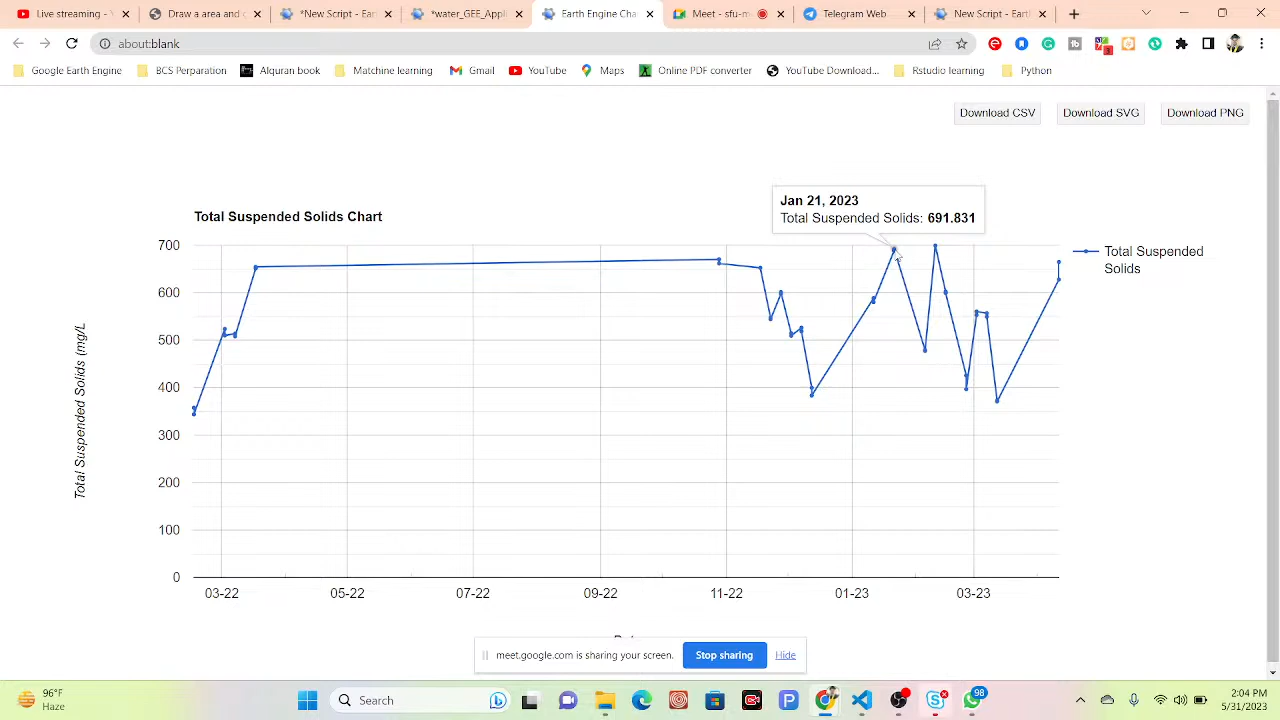 Live streaming - Y
Draw a area and c
*New Script - Ear
*water_GEE_Appl
Earth Engine Cha
Meet - stn-m
Telegram Web
New Script - Earth
about:blank
Google Earth Engine
BCS Perparation
Alquran book
Matchine learning
Gmail
YouTube
Maps
Online PDF converter
YouTube Download...
Rstudio learning
Python
Download CSV
Download SVG
Download PNG
Jan 21, 2023
Total Suspended Solids: 691.831
Total Suspended Solids Chart
Total Suspended
Solids
Total Suspended Solids (mg/L
700
600
500
400
300
200
100
0
03-22
05-22
07-22
09-22
11-22
01-23
03-23
meet.google.com is sharing your screen.
Stop sharing
Hide
96°F
Haze
Search
98
2:04 PM
5/31/2023